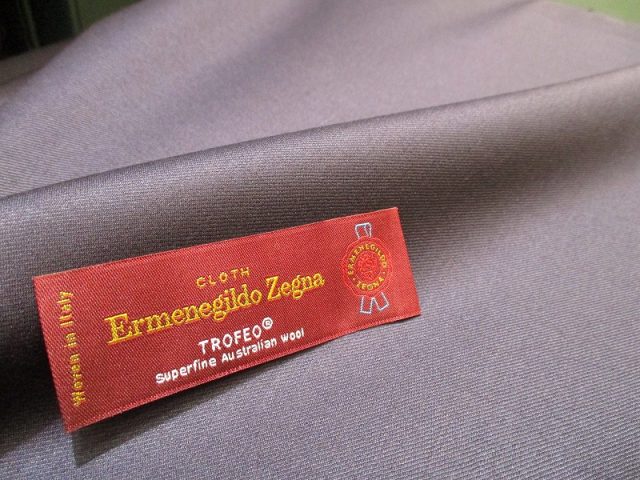 Woven in Italy
CLOTH
Ermenegildo Zegna
TROFEO®
Superfine Australian Wool
ERMENEGILDO
ZEGNA